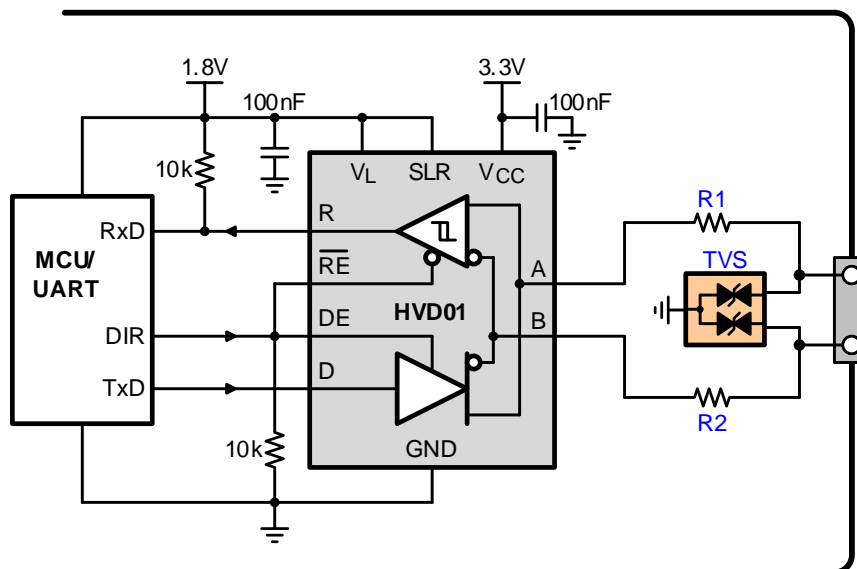 1.8V
3.3V
100nF
100nF
10k
VL
SLR
VCC
R1
R
RxD
RE
A
TVS
MCU/
UART
DE
HVD01
B
DIR
D
TxD
R2
10k
GND